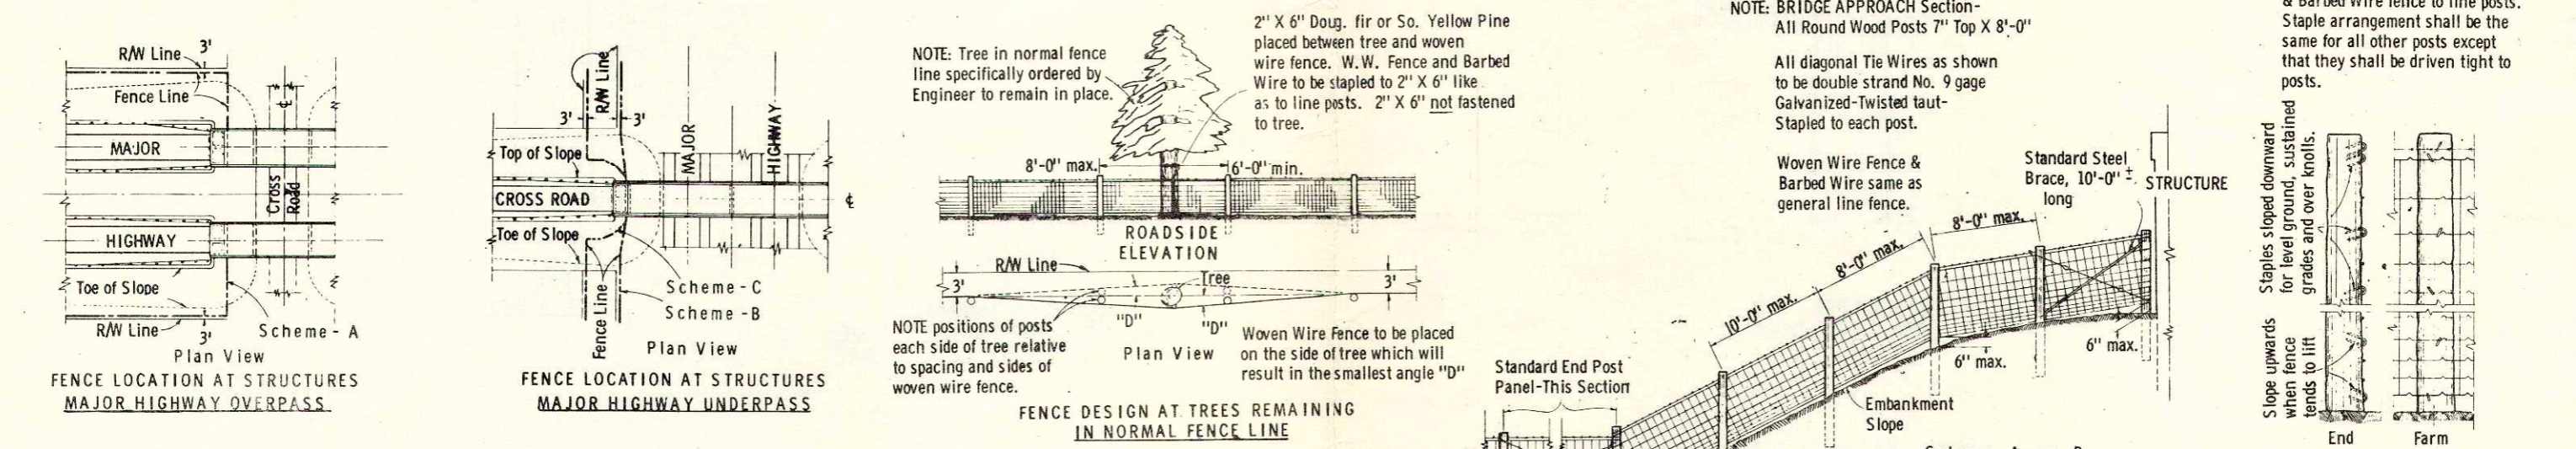 R/W Line
3'
Fence Line
MAJOR
Cross
Road
HIGHWAY
Toe of Slope
R/W Line
3'
Scheme - A
Plan View
FENCE LOCATION AT STRUCTURES
MAJOR HIGHWAY OVERPASS
R/W Line
3'
3'
Top of Slope
MAJOR
HIGHWAY
CROSS ROAD
Toe of Slope
Scheme - C
Scheme - B
Fence Line
Plan View
FENCE LOCATION AT STRUCTURES
MAJOR HIGHWAY UNDERPASS
NOTE: Tree in normal fence
line specifically ordered by
Engineer to remain in place.
2" X 6" Doug. fir or So. Yellow Pine
placed between tree and woven
wire fence. W.W. Fence and Barbed
Wire to be stapled to 2" X 6" like
as to line posts. 2" X 6" not fastened
to tree.
8'-0" max.
6'-0" min.
ROADSIDE
ELEVATION
R/W Line
Tree
3'
3'
"D"
"D"
NOTE positions of posts
each side of tree relative
to spacing and sides of
woven wire fence.
Plan View
Woven Wire Fence to be placed
on the side of tree which will
result in the smallest angle "D"
FENCE DESIGN AT TREES REMAINING
IN NORMAL FENCE LINE
NOTE: BRIDGE APPROACH Section-
All Round Wood Posts 7" Top X 8'-0"
All diagonal Tie Wires as shown
to be double strand No. 9 gage
Galvanized-Twisted taut-
Stapled to each post.
Woven Wire Fence &
Barbed Wire same as
general line fence.
Standard Steel
Brace, 10'-0" ±
long
STRUCTURE
8'-0" max.
8'-0" max.
10'-0" max.
6" max.
6" max.
Standard End Post
Panel-This Section
Embankment
Slope
& Barbed Wire fence to line posts.
Staple arrangement shall be the
same for all other posts except
that they shall be driven tight to
posts.
Staples sloped downward
for level ground, sustained
grades and over knolls.
Slope upwards
when fence
tends to lift
End
Farm